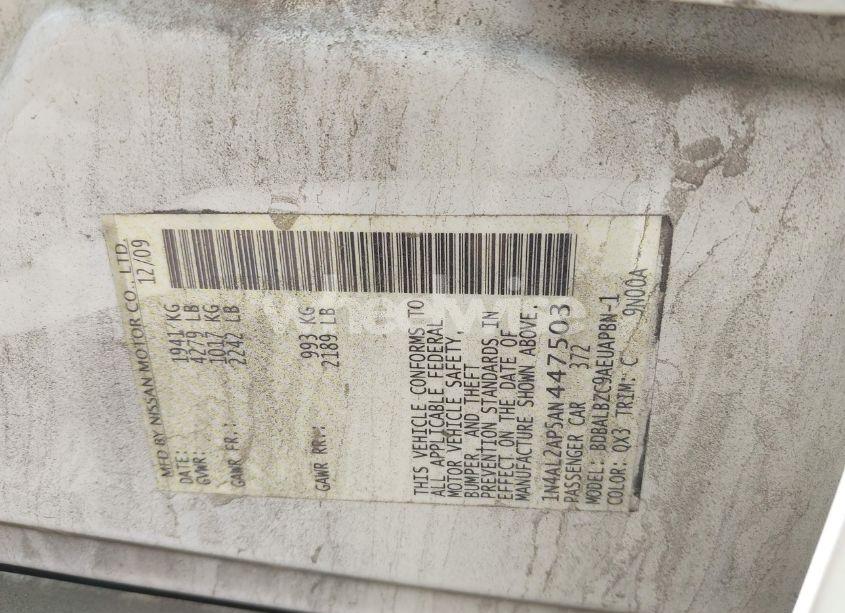 MFD BY NISSAN MOTOR CO., LTD.
DATE: 12/09
GVWR: 1941 KG
4279 LB
GAWR FR.: 1017 KG
2242 LB
GAWR RR.: 993 KG
2189 LB
THIS VEHICLE CONFORMS TO
ALL APPLICABLE FEDERAL
MOTOR VEHICLE SAFETY,
BUMPER, AND THEFT
PREVENTION STANDARDS IN
EFFECT ON THE DATE OF
MANUFACTURE SHOWN ABOVE.
1N4AL2AP5AN447503
PASSENGER CAR 372
MODEL: BDBALBZC9AEUAPBN-1
COLOR: QX3 TRIM: C 9N00A
wheelwire